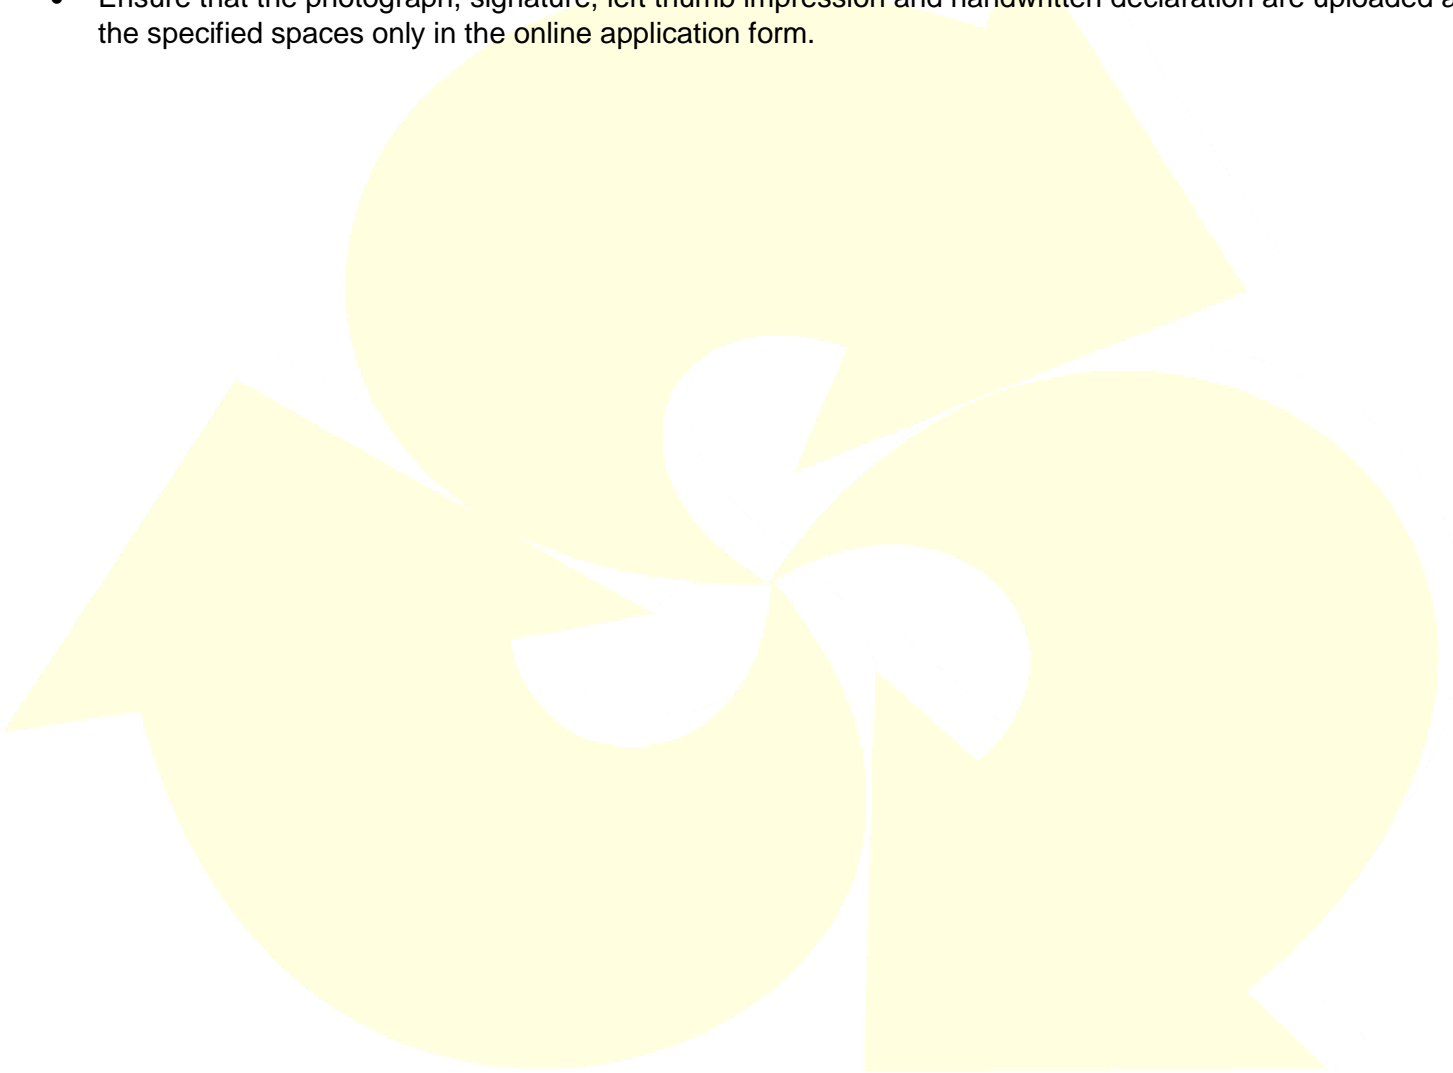 • Ensure that the photograph, signature, left thumb impression and handwritten declaration are uploaded
the specified spaces only in the online application form.